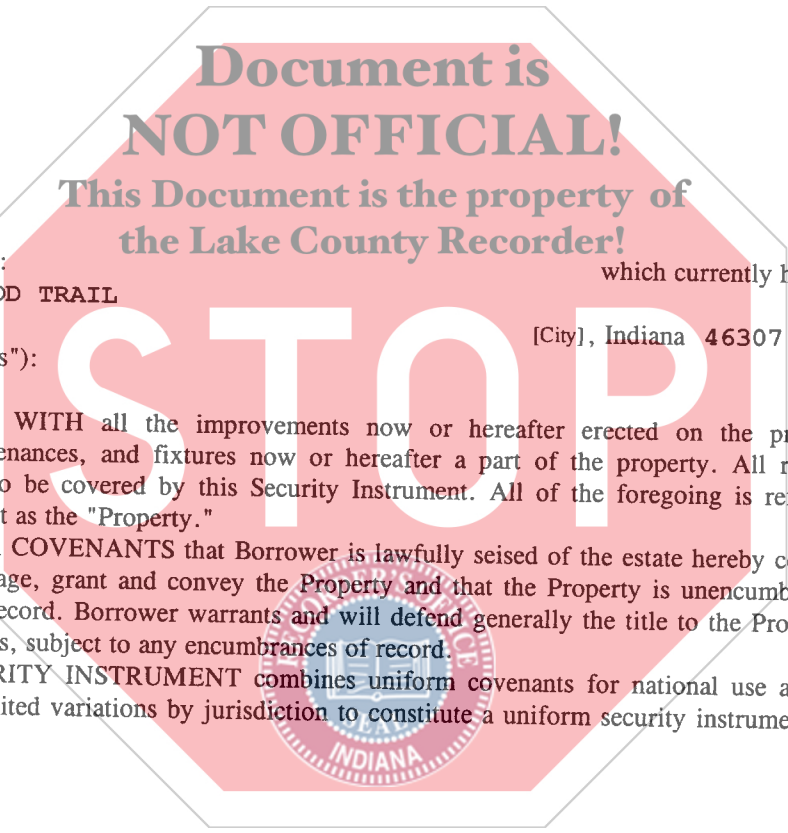 Document is
NOT OFFICIAL!
This Document is the property of
the Lake County Recorder!
:
which currently h
OD TRAIL
[City], Indiana 46307
s"):
STOP
WITH all the improvements now or hereafter erected on the pr
enances, and fixtures now or hereafter a part of the property. All r
o be covered by this Security Instrument. All of the foregoing is re
t as the "Property."
COVENANTS that Borrower is lawfully seised of the estate hereby c
age, grant and convey the Property and that the Property is unencumb
ecord. Borrower warrants and will defend generally the title to the Pro
s, subject to any encumbrances of record.
RITY INSTRUMENT combines uniform covenants for national use a
ited variations by jurisdiction to constitute a uniform security instrume
RECORDER'S OFFICE
SEAL
INDIANA